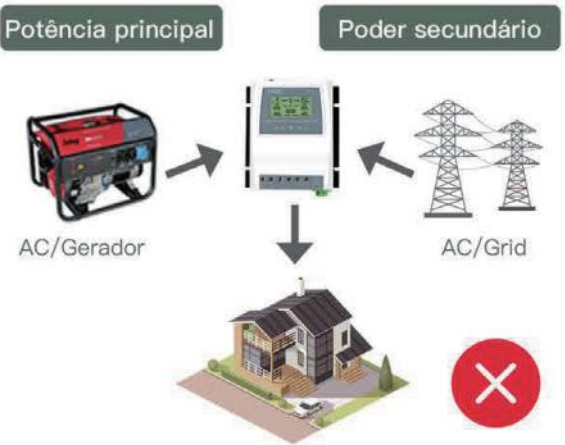 Potência principal
Poder secundário
AC/Gerador
AC/Grid